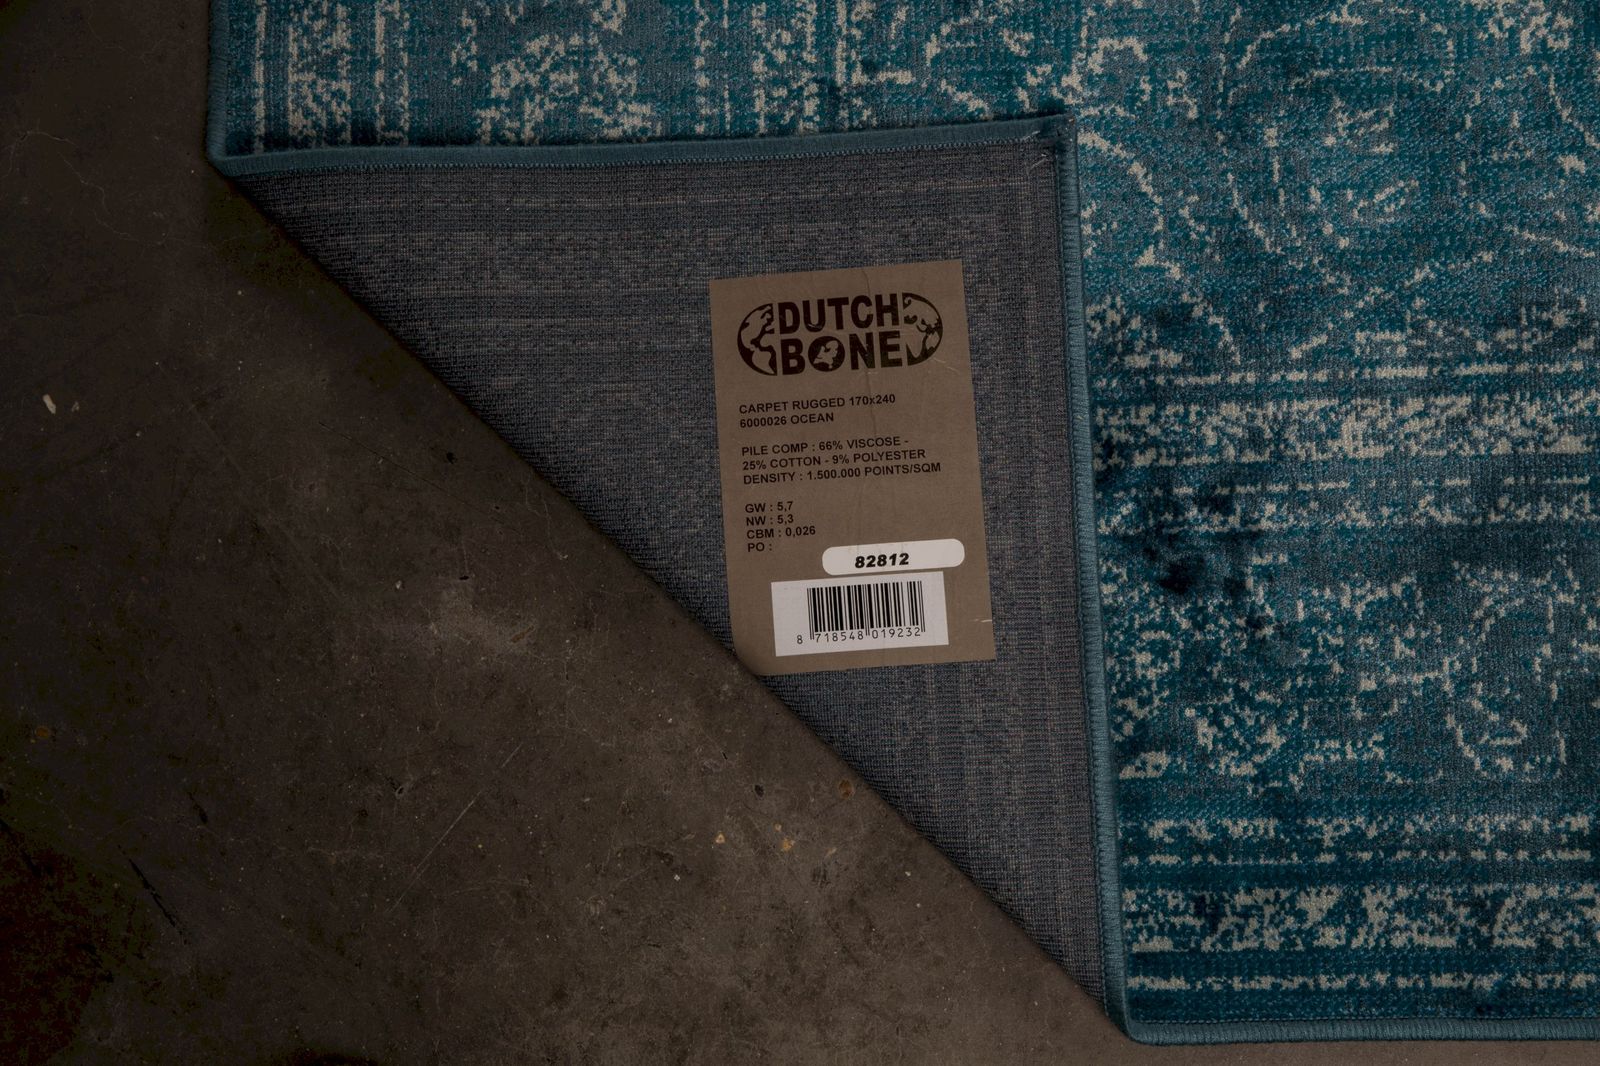 DUTCH
BONE
CARPET RUGGED 170x240
6000026 OCEAN
PILE COMP : 66% VISCOSE -
25% COTTON - 9% POLYESTER
DENSITY : 1.500.000 POINTS/SQM
GW : 5,7
NW : 5,3
CBM : 0,026
PO :
82812
8 718548 019232